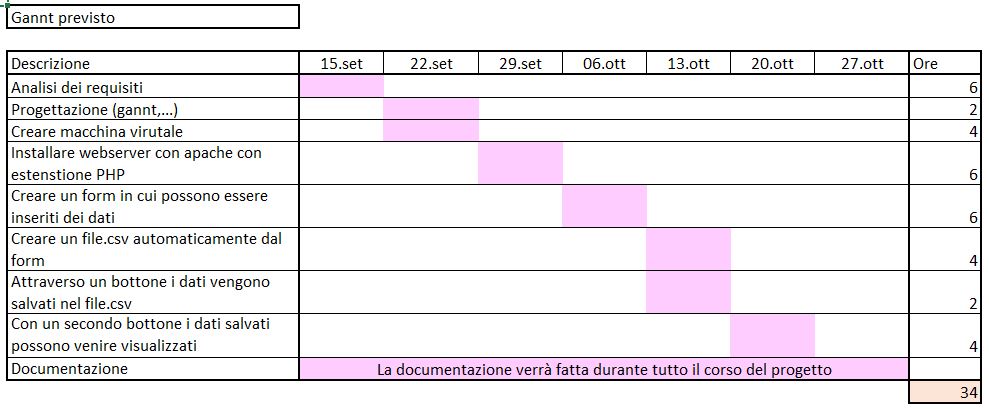 Gannt previsto
Descrizione 15.set 22.set 29.set 06.ott 13.ott 20.ott 27.ott Ore
Analisi dei requisiti 6
Progettazione (gannt,...) 2
Creare macchina virutale 4
Installare webserver con apache con
estenstione PHP 6
Creare un form in cui possono essere
inseriti dei dati 6
Creare un file.csv automaticamente dal
form 4
Attraverso un bottone i dati vengono
salvati nel file.csv 2
Con un secondo bottone i dati salvati
possono venire visualizzati 4
Documentazione La documentazione verrà fatta durante tutto il corso del progetto
34